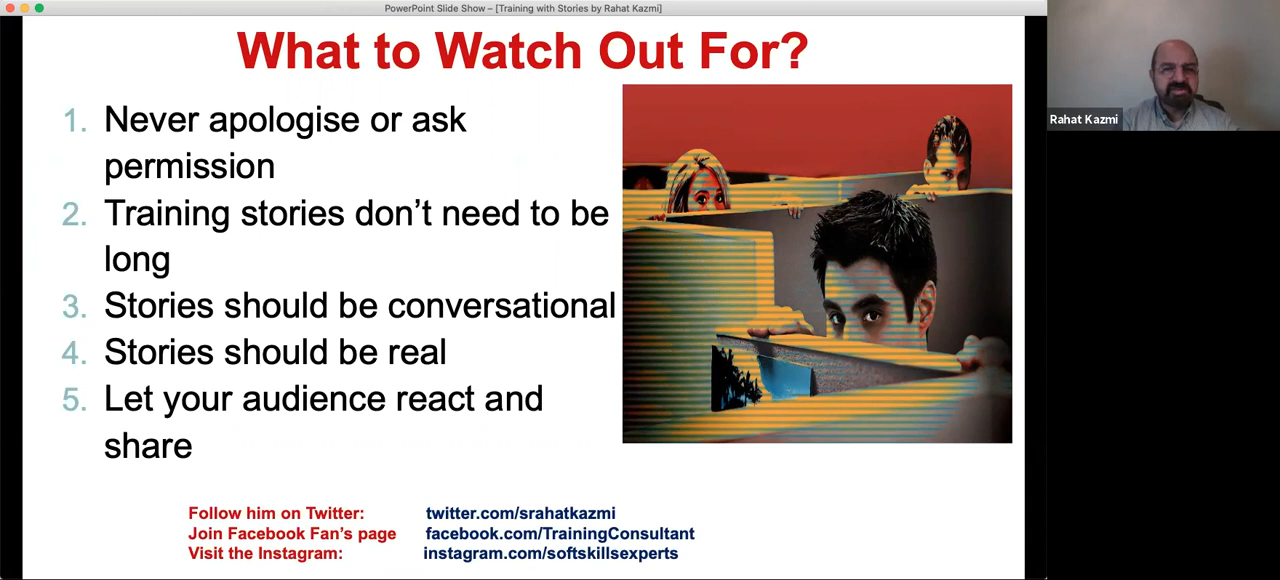 PowerPoint Slide Show – [Training with Stories by Rahat Kazmi]
What to Watch Out For?
1. Never apologise or ask
permission
2. Training stories don’t need to be
long
3. Stories should be conversational
4. Stories should be real
5. Let your audience react and
share
Follow him on Twitter: twitter.com/srahatkazmi
Join Facebook Fan’s page facebook.com/TrainingConsultant
Visit the Instagram: instagram.com/softskillsexperts
Rahat Kazmi